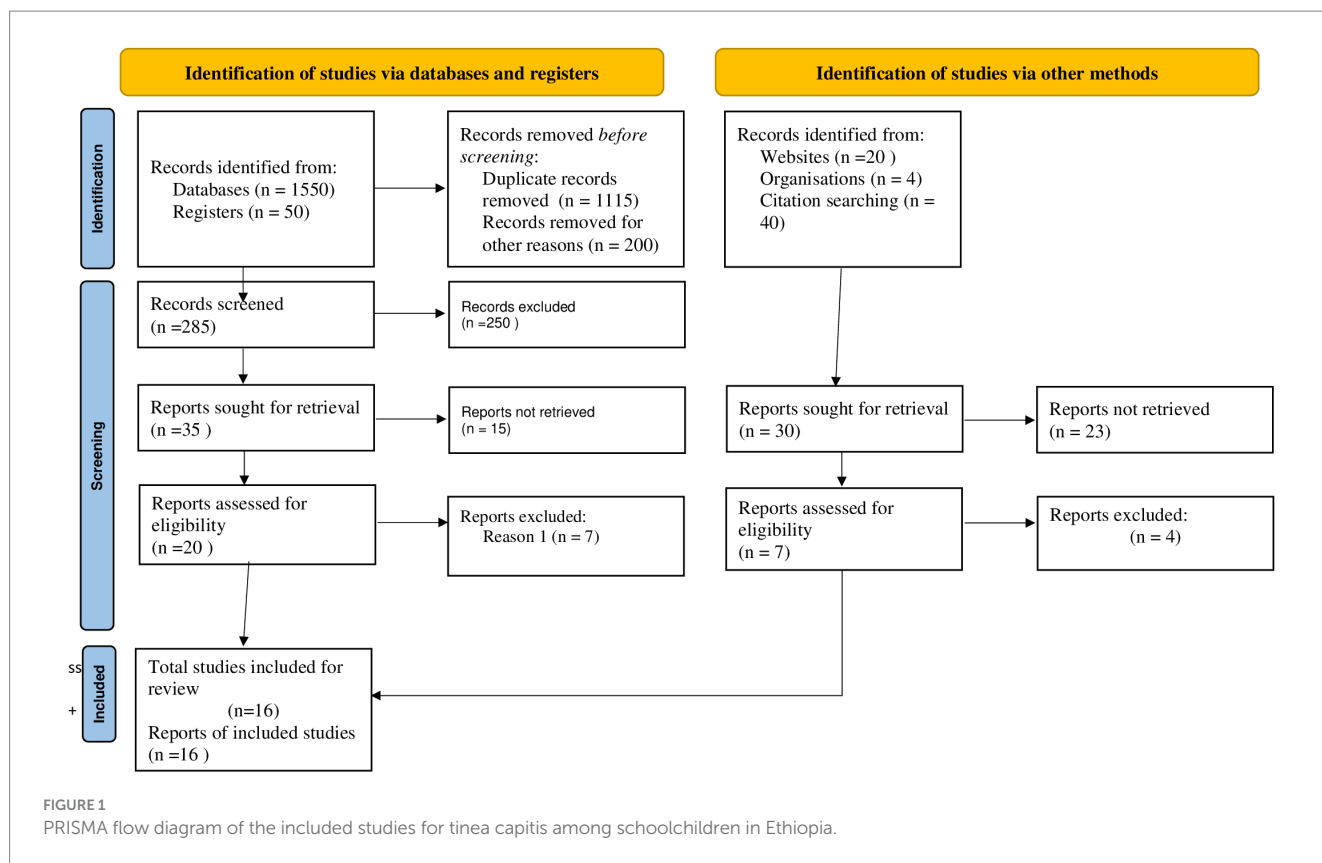 Identification of studies via databases and registers
Identification of studies via other methods
Identification
Records identified from:
Databases (n = 1550)
Registers (n = 50)
Records removed before
screening:
Duplicate records
removed (n = 1115)
Records removed for
other reasons (n = 200)
Records identified from:
Websites (n =20 )
Organisations (n = 4)
Citation searching (n =
40)
Screening
Records screened
(n =285)
Records excluded
(n =250 )
Reports sought for retrieval
(n =35 )
Reports not retrieved
(n = 15)
Reports sought for retrieval
(n = 30)
Reports not retrieved
(n = 23)
Reports assessed for
eligibility
(n =20 )
Reports excluded:
Reason 1 (n = 7)
Reports assessed for
eligibility
(n = 7)
Reports excluded:
(n = 4)
ss
+
Included
Total studies included for
review
(n=16)
Reports of included studies
(n =16 )
FIGURE 1
PRISMA flow diagram of the included studies for tinea capitis among schoolchildren in Ethiopia.